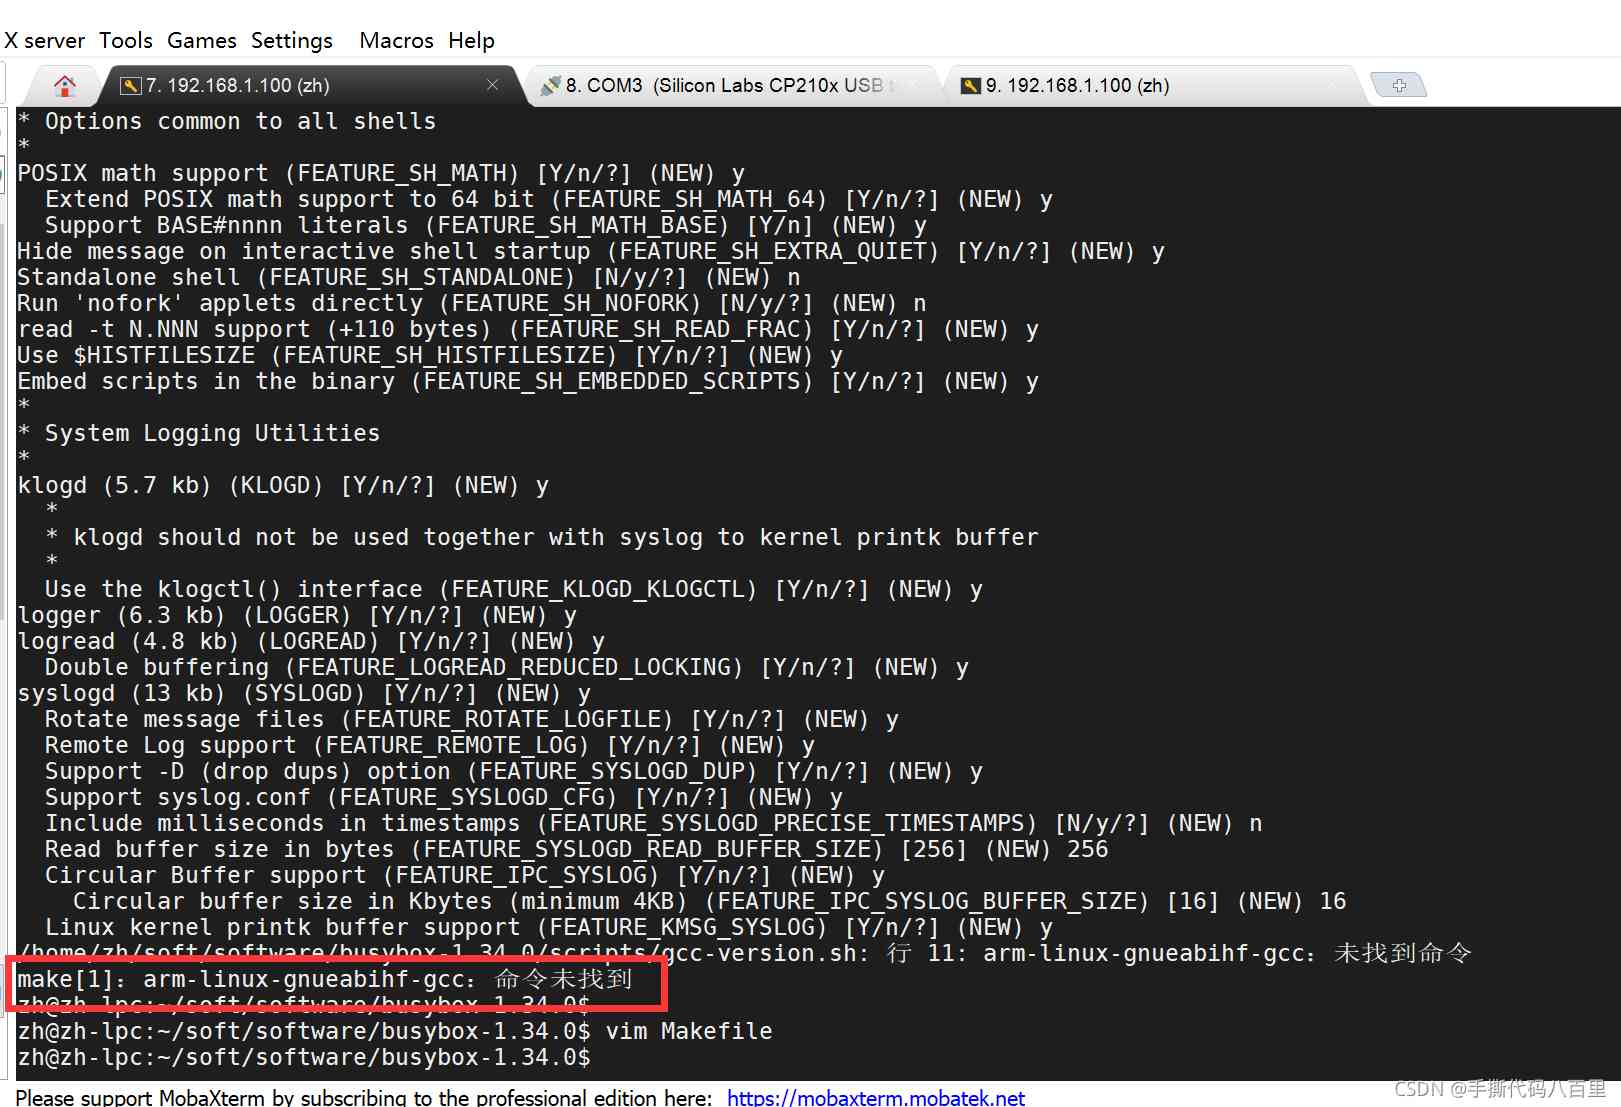 X server Tools Games Settings Macros Help
7. 192.168.1.100 (zh)
8. COM3 (Silicon Labs CP210x USB
9. 192.168.1.100 (zh)
* Options common to all shells
*
POSIX math support (FEATURE_SH_MATH) [Y/n/?] (NEW) y
Extend POSIX math support to 64 bit (FEATURE_SH_MATH_64) [Y/n/?] (NEW) y
Support BASE#nnnn literals (FEATURE_SH_MATH_BASE) [Y/n] (NEW) y
Hide message on interactive shell startup (FEATURE_SH_EXTRA_QUIET) [Y/n/?] (NEW) y
Standalone shell (FEATURE_SH_STANDALONE) [N/y/?] (NEW) n
Run 'nofork' applets directly (FEATURE_SH_NOFORK) [N/y/?] (NEW) n
read -t N.NNN support (+110 bytes) (FEATURE_SH_READ_FRAC) [Y/n/?] (NEW) y
Use $HISTFILESIZE (FEATURE_SH_HISTFILESIZE) [Y/n/?] (NEW) y
Embed scripts in the binary (FEATURE_SH_EMBEDDED_SCRIPTS) [Y/n/?] (NEW) y
*
* System Logging Utilities
*
klogd (5.7 kb) (KLOGD) [Y/n/?] (NEW) y
*
* klogd should not be used together with syslog to kernel printk buffer
*
Use the klogctl() interface (FEATURE_KLOGD_KLOGCTL) [Y/n/?] (NEW) y
logger (6.3 kb) (LOGGER) [Y/n/?] (NEW) y
logread (4.8 kb) (LOGREAD) [Y/n/?] (NEW) y
Double buffering (FEATURE_LOGREAD_REDUCED_LOCKING) [Y/n/?] (NEW) y
syslogd (13 kb) (SYSLOGD) [Y/n/?] (NEW) y
Rotate message files (FEATURE_ROTATE_LOGFILE) [Y/n/?] (NEW) y
Remote Log support (FEATURE_REMOTE_LOG) [Y/n/?] (NEW) y
Support -D (drop dups) option (FEATURE_SYSLOGD_DUP) [Y/n/?] (NEW) y
Support syslog.conf (FEATURE_SYSLOGD_CFG) [Y/n/?] (NEW) y
Include milliseconds in timestamps (FEATURE_SYSLOGD_PRECISE_TIMESTAMPS) [N/y/?] (NEW) n
Read buffer size in bytes (FEATURE_SYSLOGD_READ_BUFFER_SIZE) [256] (NEW) 256
Circular Buffer support (FEATURE_IPC_SYSLOG) [Y/n/?] (NEW) y
Circular buffer size in Kbytes (minimum 4KB) (FEATURE_IPC_SYSLOG_BUFFER_SIZE) [16] (NEW) 16
Linux kernel printk buffer support (FEATURE_KMSG_SYSLOG) [Y/n/?] (NEW) y
/home/zh/soft/software/busybox-1.34.0/scripts/gcc-version.sh: 行 11: arm-linux-gnueabihf-gcc：未找到命令
make[1]：arm-linux-gnueabihf-gcc：命令未找到
zh@zh-lpc:~/soft/software/busybox-1.34.0$
zh@zh-lpc:~/soft/software/busybox-1.34.0$ vim Makefile
zh@zh-lpc:~/soft/software/busybox-1.34.0$
Please support MobaXterm by subscribing to the professional edition here: https://mobaxterm.mobatek.net
CSDN @手撕代码八百里